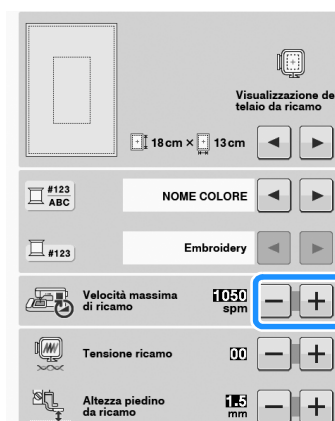 Visualizzazione de
telaio da ricamo
18 cm × 13 cm
#123
ABC
NOME COLORE
#123
Embroidery
Velocità massima
di ricamo
1050
spm
Tensione ricamo
00
Altezza piedino
da ricamo
1.5
mm